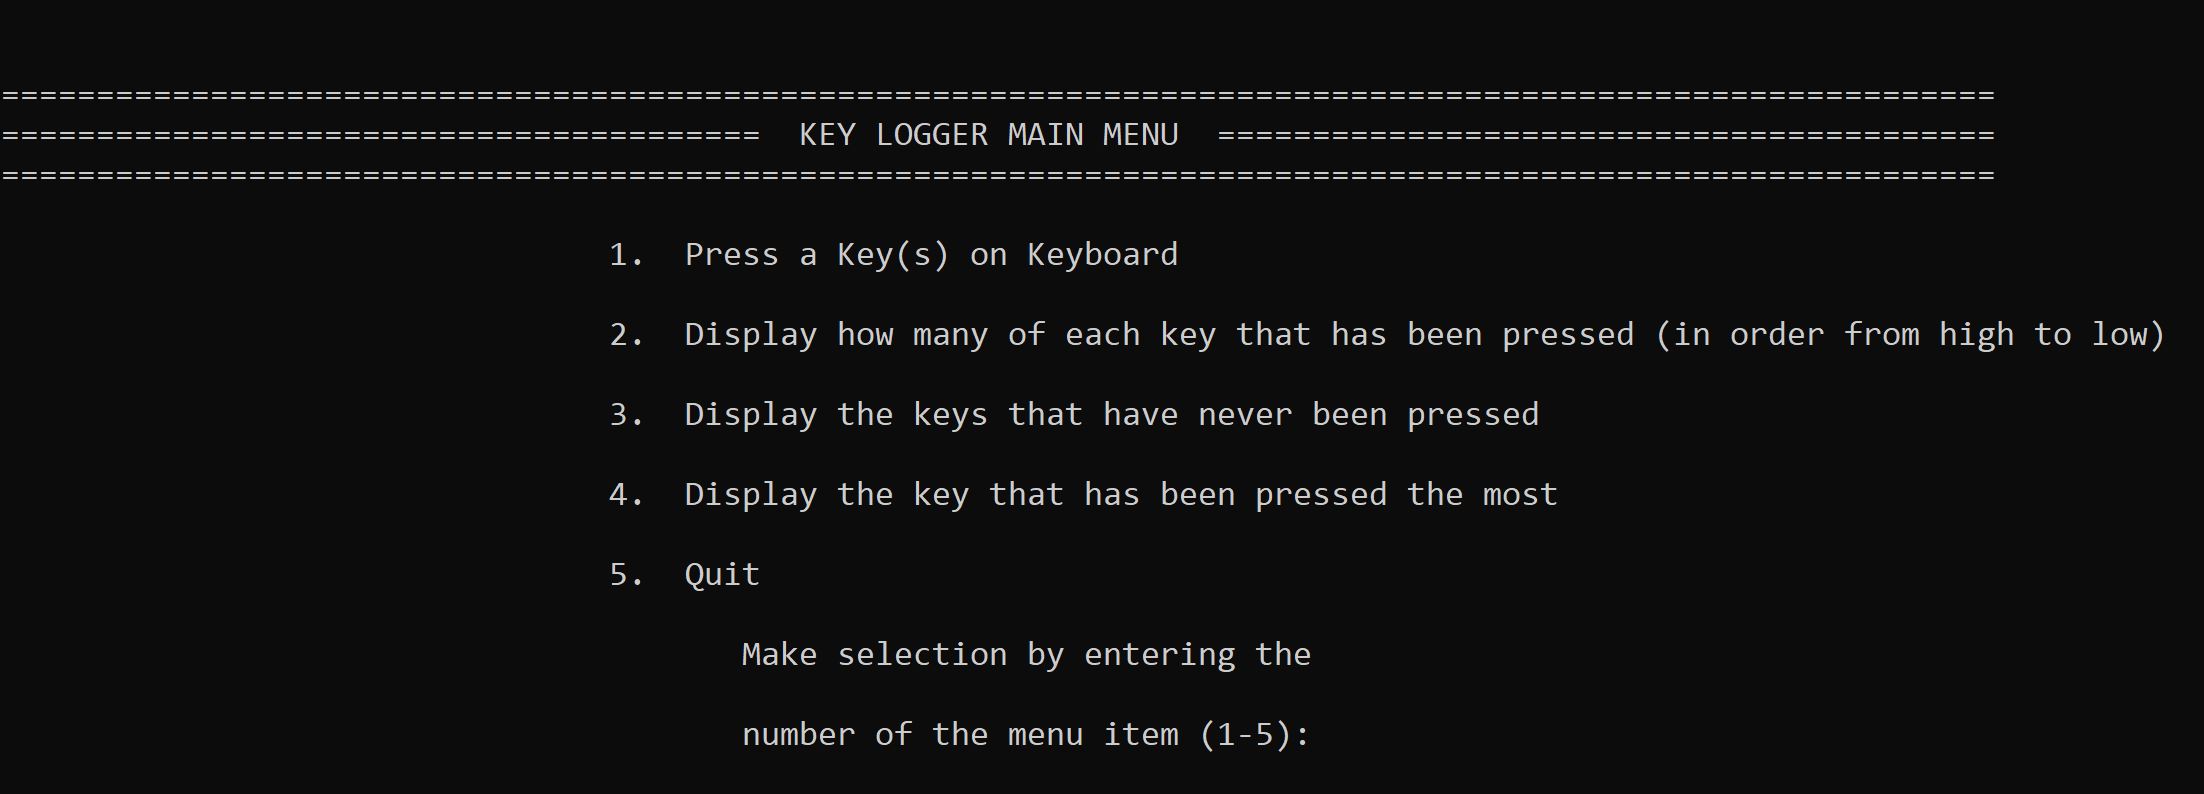 =========================================================================================================
========================================  KEY LOGGER MAIN MENU  =========================================
=========================================================================================================
1.  Press a Key(s) on Keyboard
2.  Display how many of each key that has been pressed (in order from high to low)
3.  Display the keys that have never been pressed
4.  Display the key that has been pressed the most
5.  Quit
Make selection by entering the
number of the menu item (1-5):